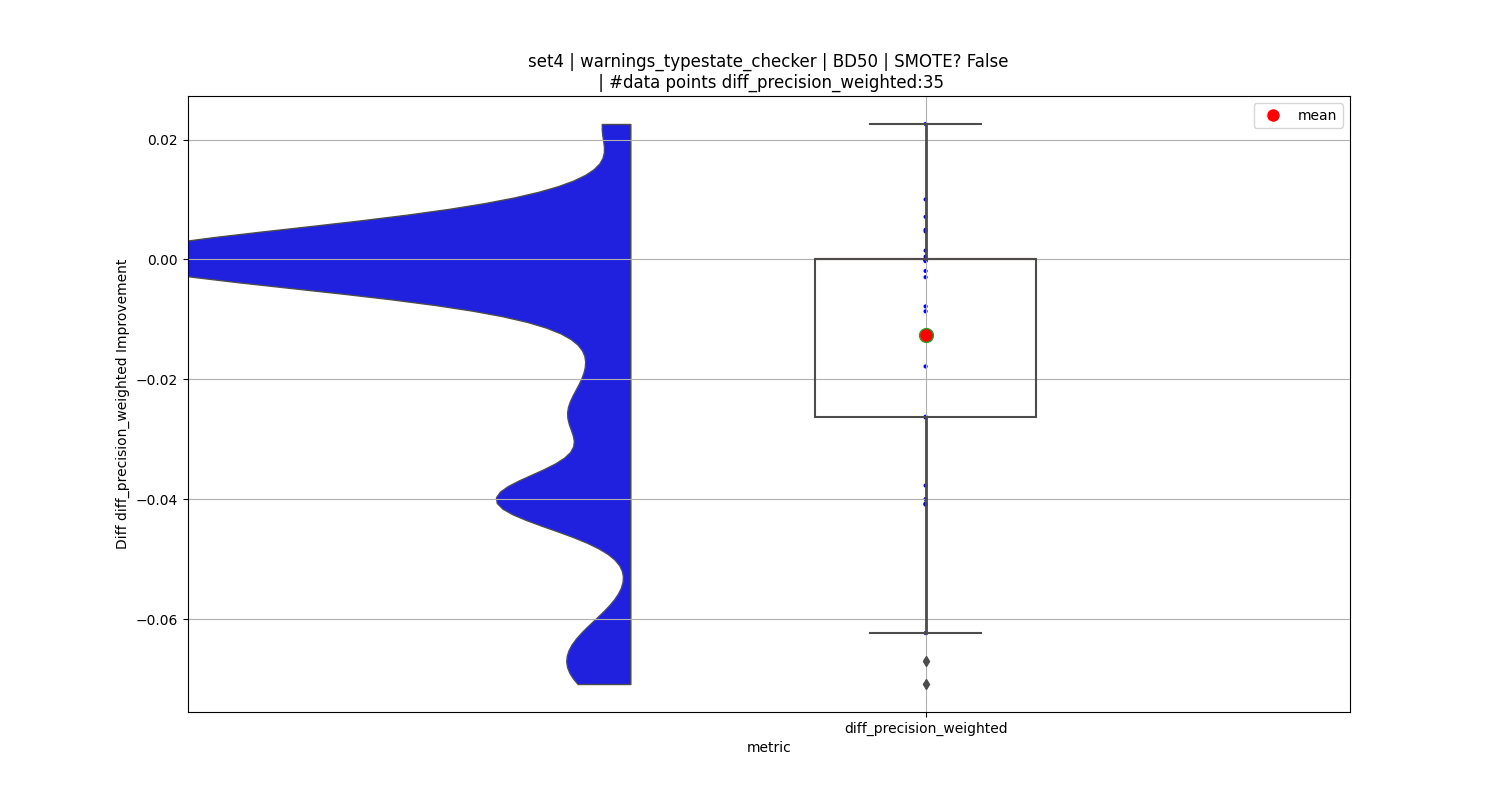 set4 | warnings_typestate_checker | BD50 | SMOTE? False
| #data points diff_precision_weighted:35
mean
0.02
0.00
−0.02
−0.04
−0.06
Diff diff_precision_weighted Improvement
diff_precision_weighted
metric